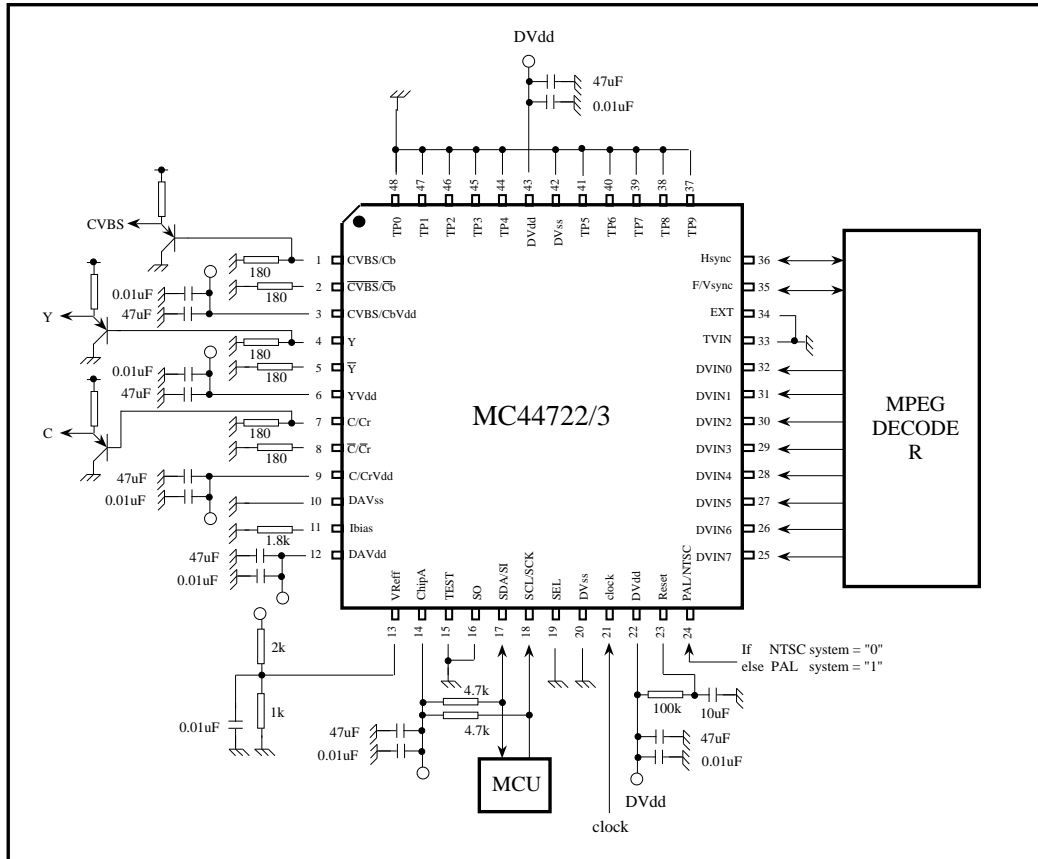 DVdd
47uF
0.01uF
48 47 46 45 44 43 42 41 40 39 38 37
TP0 TP1 TP2 TP3 TP4 DVdd DVss TP5 TP6 TP7 TP8 TP9
CVBS
180
1 CVBS/Cb
180
2 CVBS/Cb
0.01uF
47uF
3 CVBS/CbVdd
Y
180
4 Y
180
5 Y
0.01uF
47uF
6 YVdd
C
180
7 C/Cr
180
8 C/Cr
47uF
0.01uF
9 C/CrVdd
10 DAVss
1.8k
11 Ibias
47uF
0.01uF
12 DAVdd
MC44722/3
Hsync 36
F/Vsync 35
EXT 34
TVIN 33
DVIN0 32
DVIN1 31
DVIN2 30
DVIN3 29
DVIN4 28
DVIN5 27
DVIN6 26
DVIN7 25
MPEG
DECODE
R
VReff ChipA TEST SO SDA/SI SCL/SCK SEL DVss clock DVdd Reset PAL/NTSC
13 14 15 16 17 18 19 20 21 22 23 24
2k
1k
0.01uF
4.7k
4.7k
47uF
0.01uF
MCU
clock
If NTSC system = "0"
else PAL system = "1"
100k
10uF
47uF
0.01uF
DVdd